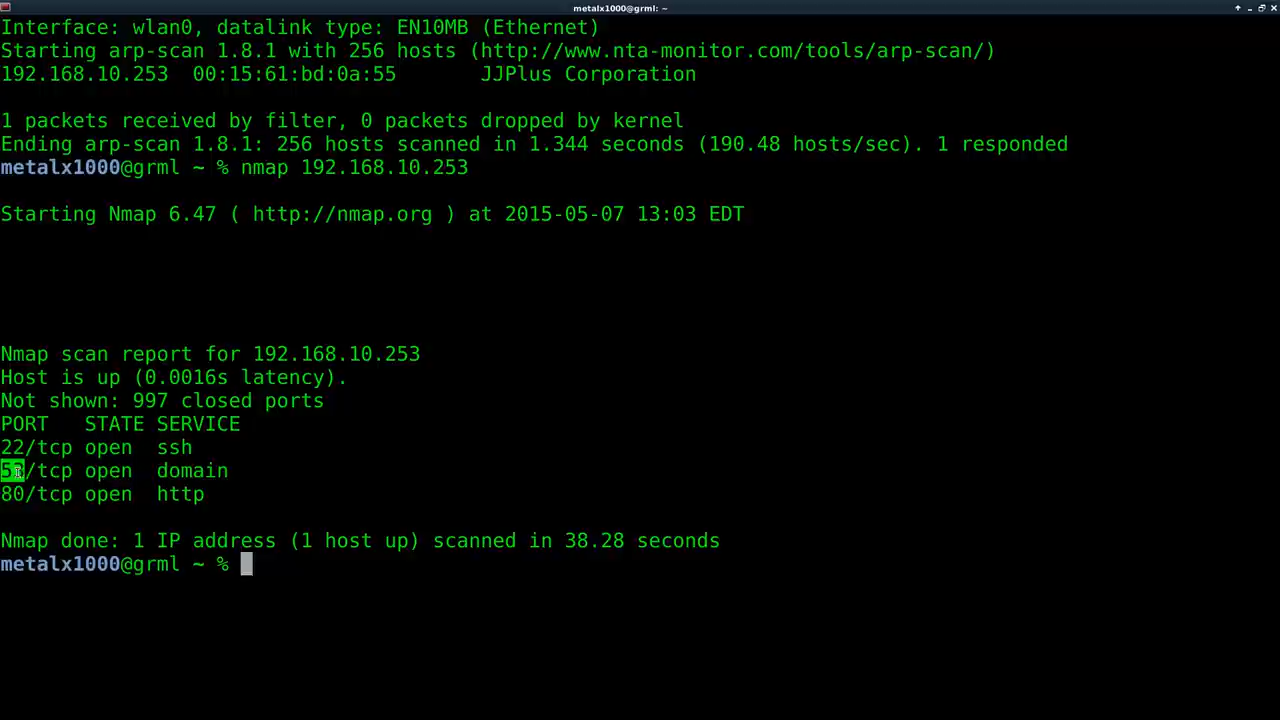 metalx1000@grml: ~
Interface: wlan0, datalink type: EN10MB (Ethernet)
Starting arp-scan 1.8.1 with 256 hosts (http://www.nta-monitor.com/tools/arp-scan/)
192.168.10.253  00:15:61:bd:0a:55       JJPlus Corporation
1 packets received by filter, 0 packets dropped by kernel
Ending arp-scan 1.8.1: 256 hosts scanned in 1.344 seconds (190.48 hosts/sec). 1 responded
metalx1000@grml ~ % nmap 192.168.10.253
Starting Nmap 6.47 ( http://nmap.org ) at 2015-05-07 13:03 EDT
Nmap scan report for 192.168.10.253
Host is up (0.0016s latency).
Not shown: 997 closed ports
PORT   STATE SERVICE
22/tcp open  ssh
53/tcp open  domain
80/tcp open  http
Nmap done: 1 IP address (1 host up) scanned in 38.28 seconds
metalx1000@grml ~ %